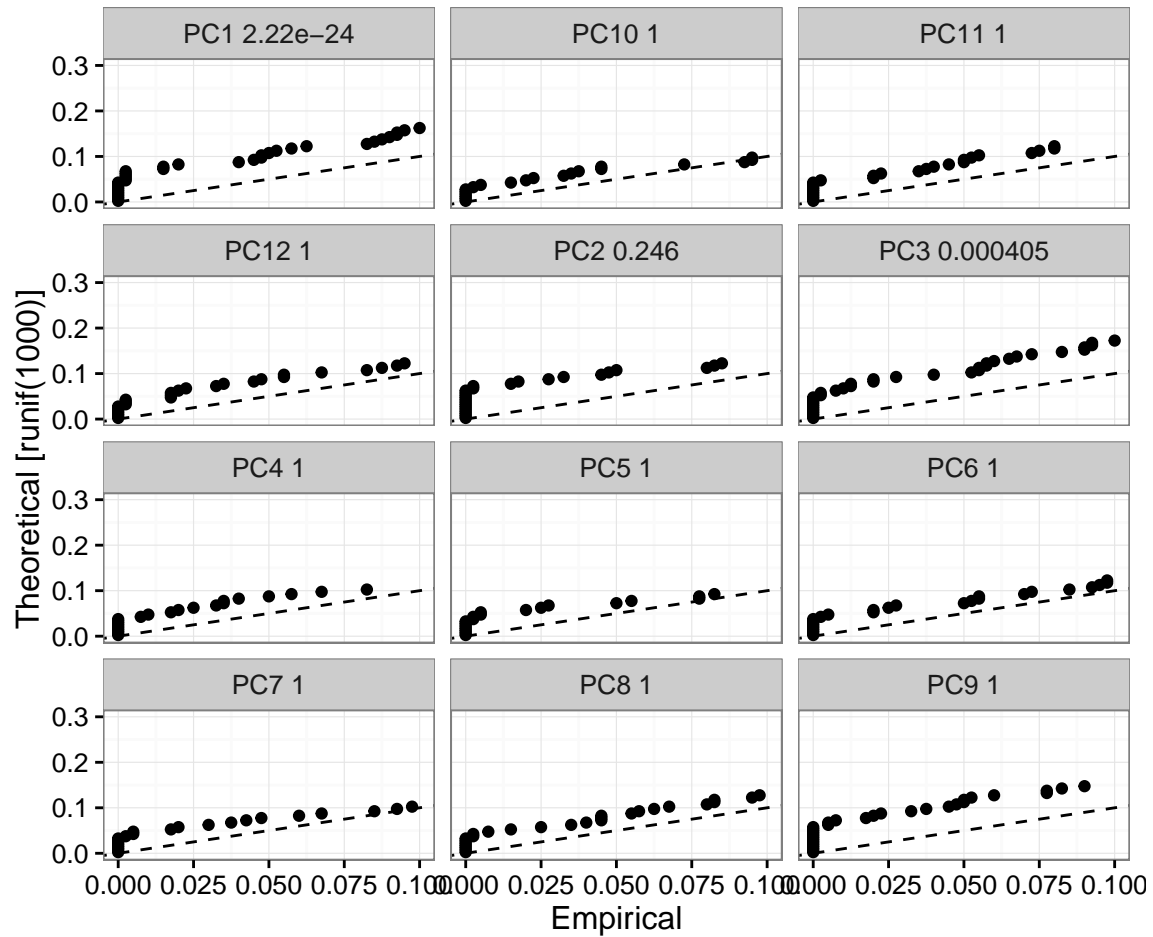 PC1 2.22e−24
PC10 1
PC11 1
0.3
0.2
0.1
0.0
PC12 1
PC2 0.246
PC3 0.000405
0.3
0.2
0.1
0.0
Theoretical [runif(1000)]
PC4 1
PC5 1
PC6 1
0.3
0.2
0.1
0.0
PC7 1
PC8 1
PC9 1
0.3
0.2
0.1
0.0
0.000 0.025 0.050 0.075 0.100 0.000 0.025 0.050 0.075 0.100 0.000 0.025 0.050 0.075 0.100
Empirical